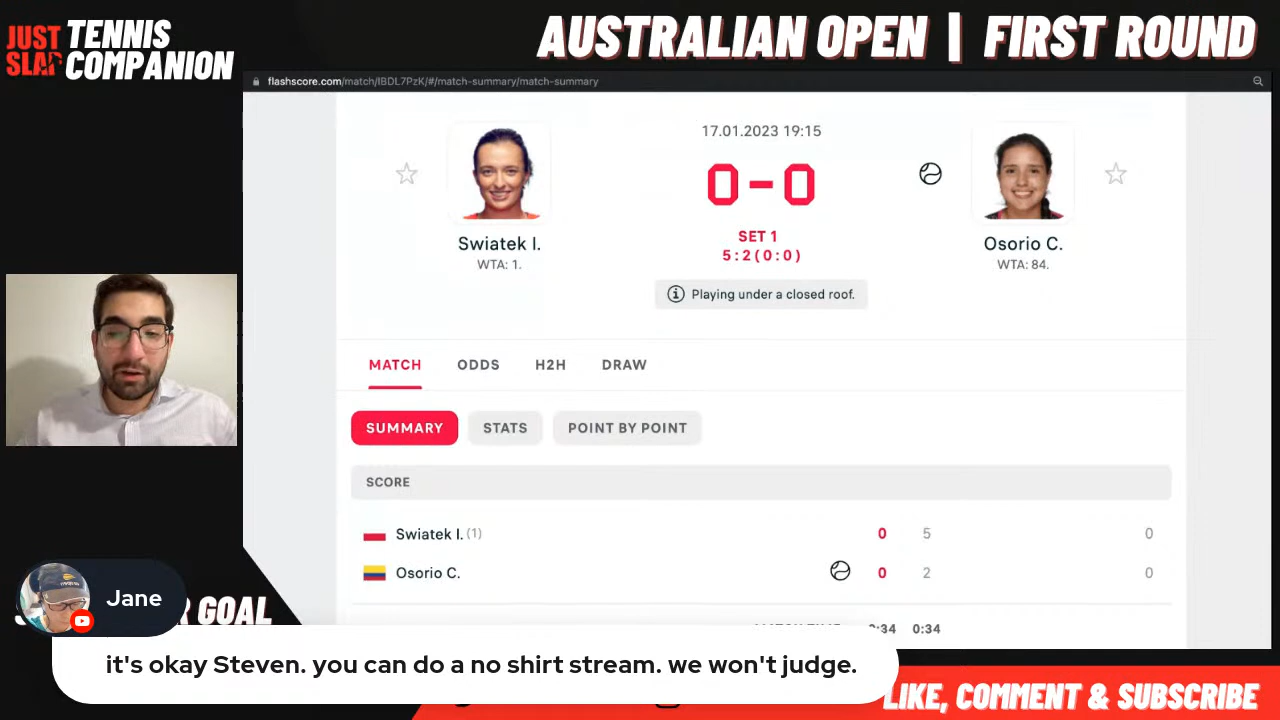 JUST TENNIS
SLAP COMPANION
AUSTRALIAN OPEN | FIRST ROUND
flashscore.com/match/IBDL7PzK/#/match-summary/match-summary
17.01.2023 19:15
0-0
SET 1
5 : 2 ( 0 : 0 )
Swiatek I.
WTA: 1.
Osorio C.
WTA: 84.
Playing under a closed roof.
MATCH ODDS H2H DRAW
SUMMARY STATS POINT BY POINT
SCORE
Swiatek I. (1) 0 5 0
Osorio C. 0 2 0
0:34 0:34
GOAL
Jane
it's okay Steven. you can do a no shirt stream. we won't judge.
LIKE, COMMENT & SUBSCRIBE